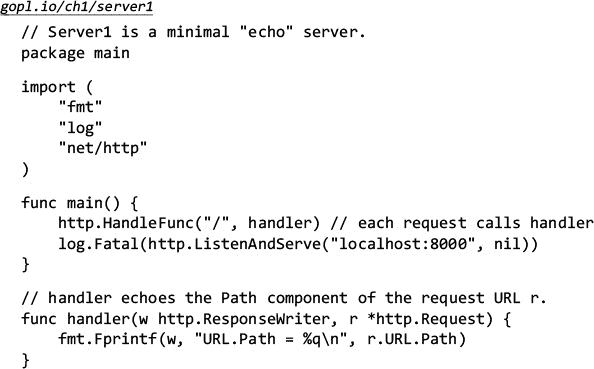 gopl.io/ch1/server1
// Server1 is a minimal "echo" server.
package main
import (
"fmt"
"log"
"net/http"
)
func main() {
http.HandleFunc("/", handler) // each request calls handler
log.Fatal(http.ListenAndServe("localhost:8000", nil))
}
// handler echoes the Path component of the request URL r.
func handler(w http.ResponseWriter, r *http.Request) {
fmt.Fprintf(w, "URL.Path = %q\n", r.URL.Path)
}